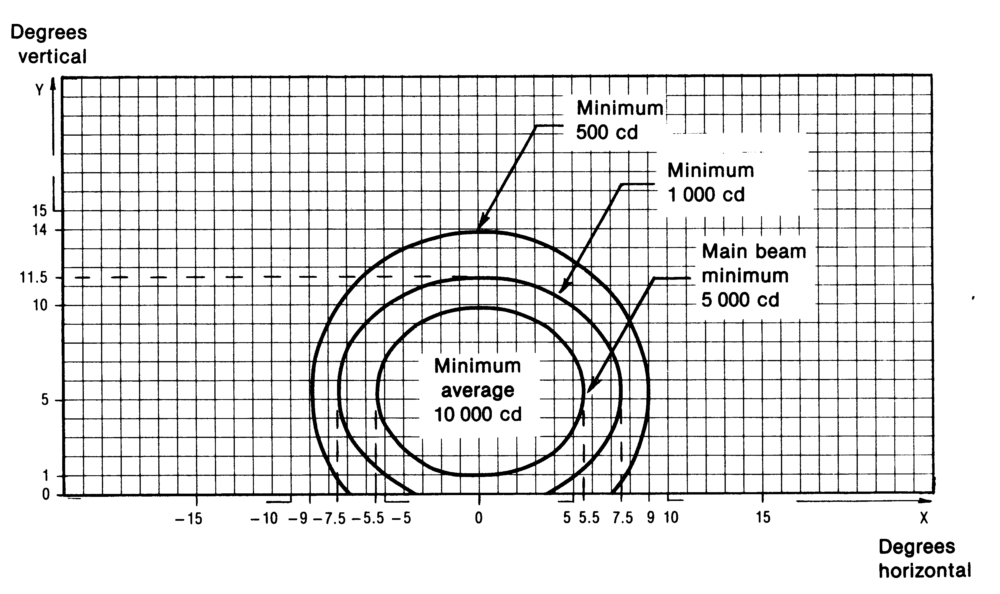 Degrees
vertical
Y
Minimum
500 cd
Minimum
1 000 cd
15
14
Main beam
minimum
5 000 cd
11.5
10
Minimum
average
10 000 cd
5
1
0
−15 −10 −9 −7.5 −5.5 −5 0 5 5.5 7.5 9 10 15 X
Degrees
horizontal